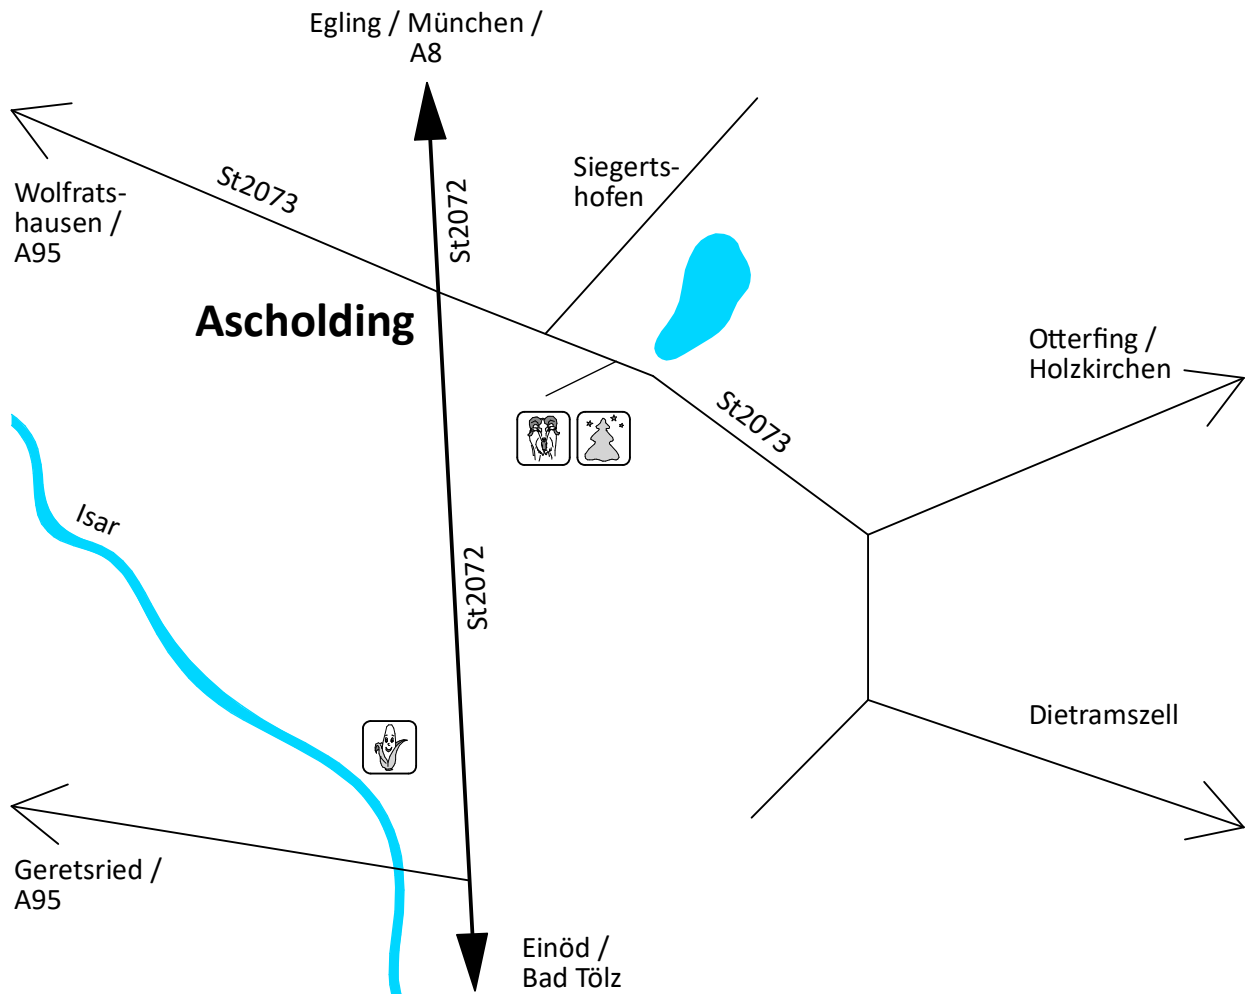 Egling / München /
A8
St2073
St2072
Siegerts-
hofen
Wolfrats-
hausen /
A95
Ascholding
Otterfing /
Holzkirchen
St2073
Isar
St2072
Dietramszell
Geretsried /
A95
Einöd /
Bad Tölz